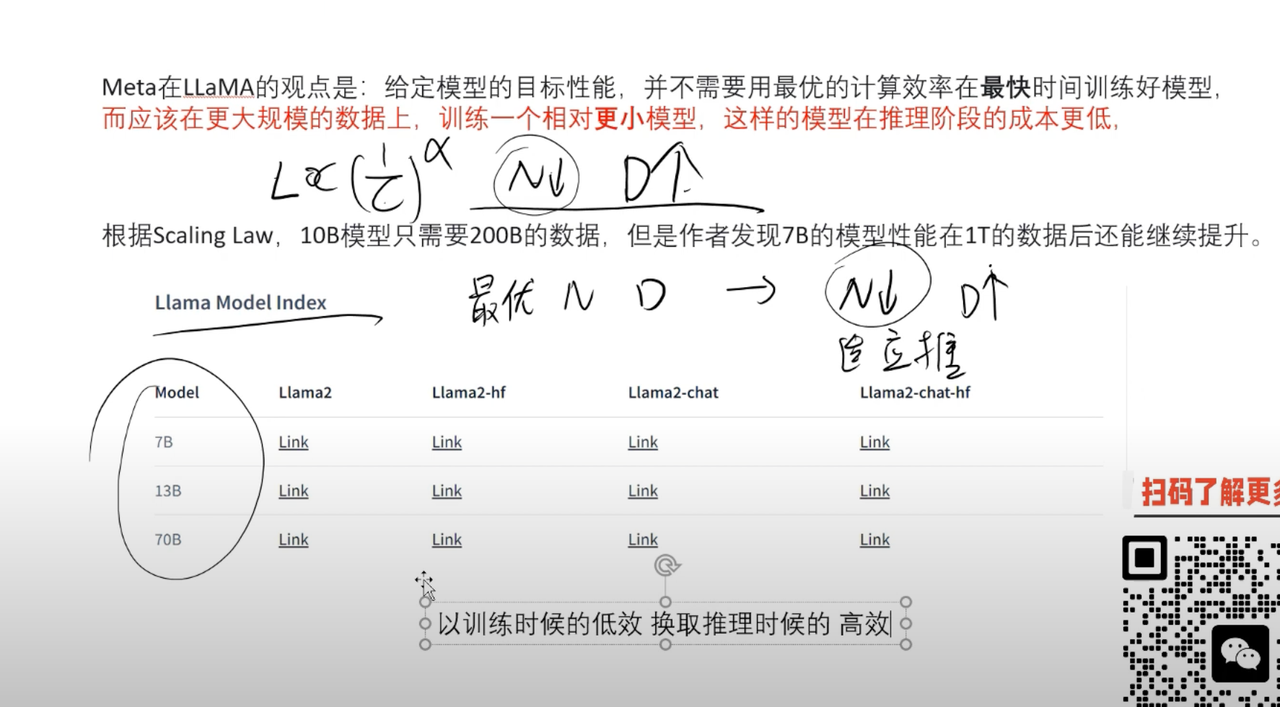 Meta在LLaMA的观点是：给定模型的目标性能，并不需要用最优的计算效率在最快时间训练好模型，
而应该在更大规模的数据上，训练一个相对更小模型，这样的模型在推理阶段的成本更低，
L∝(1/C)^α N↓ D↑
根据Scaling Law，10B模型只需要200B的数据，但是作者发现7B的模型性能在1T的数据后还能继续提升。
最优 N D → N↓ D↑
Llama Model Index
Model Llama2 Llama2-hf Llama2-chat Llama2-chat-hf
7B Link Link Link Link
13B Link Link Link Link
70B Link Link Link Link
扫码了解更
以训练时候的低效 换取推理时候的 高效